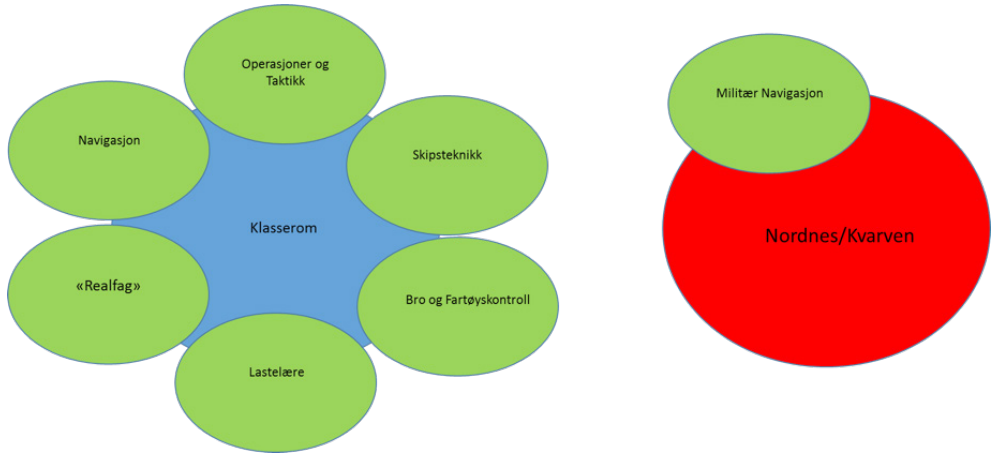 Operasjoner og
Taktikk
Navigasjon
Skipsteknikk
Klasserom
«Realfag»
Bro og Fartøyskontroll
Lastelære
Militær Navigasjon
Nordnes/Kvarven